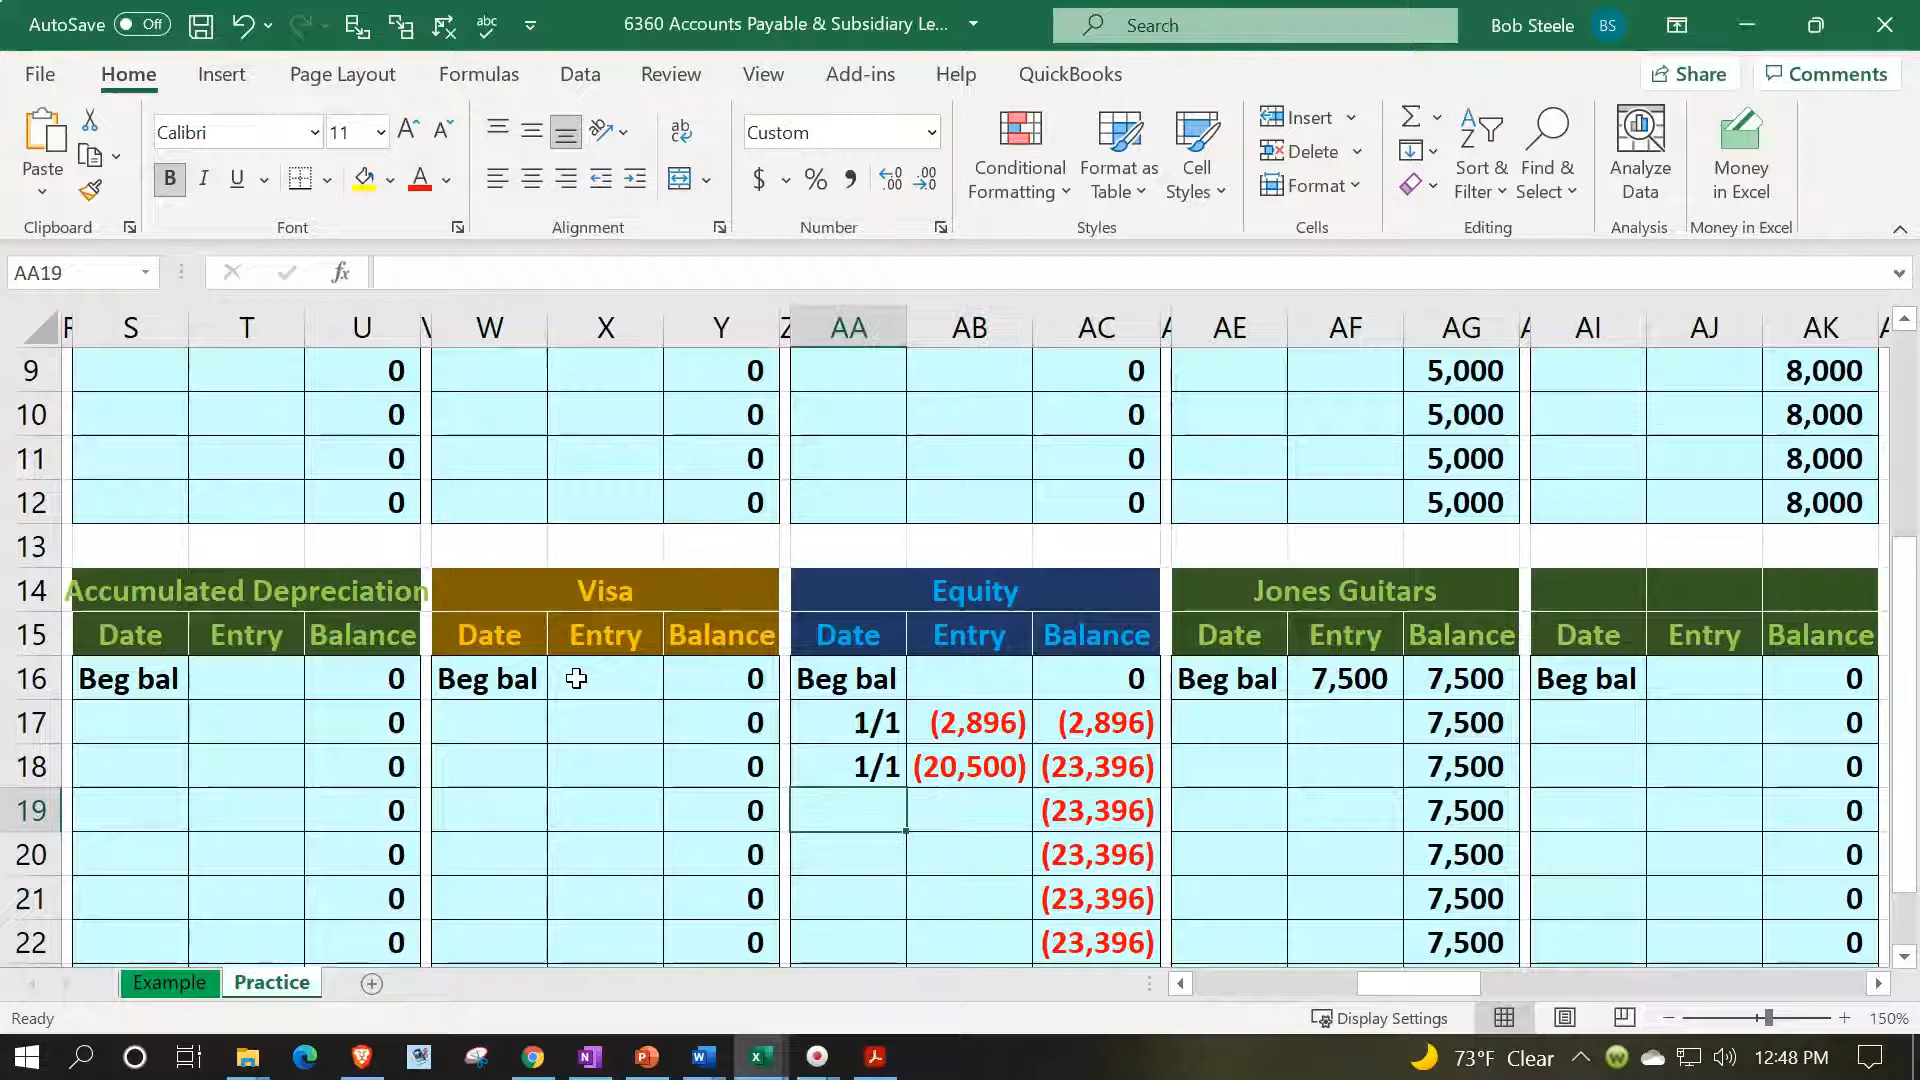 AutoSave Off 6360 Accounts Payable & Subsidiary Le... Search Bob Steele BS
File Home Insert Page Layout Formulas Data Review View Add-ins Help QuickBooks Share Comments
Calibri 11 Custom
Paste
Conditional Formatting
Format as Table
Cell Styles
Insert
Delete
Format
Sort & Filter
Find & Select
Analyze Data
Money in Excel
Clipboard Font Alignment Number Styles Cells Editing Analysis Money in Excel
AA19 fx
S T U W X Y AA AB AC AE AF AG AI AJ AK
9 0 0 0 5,000 8,000
10 0 0 0 5,000 8,000
11 0 0 0 5,000 8,000
12 0 0 0 5,000 8,000
13
14 Accumulated Depreciation Visa Equity Jones Guitars
15 Date Entry Balance Date Entry Balance Date Entry Balance Date Entry Balance Date Entry Balance
16 Beg bal 0 Beg bal 0 Beg bal 0 Beg bal 7,500 7,500 Beg bal 0
17 0 0 1/1 (2,896) (2,896) 7,500 0
18 0 0 1/1 (20,500) (23,396) 7,500 0
19 0 0 (23,396) 7,500 0
20 0 0 (23,396) 7,500 0
21 0 0 (23,396) 7,500 0
22 0 0 (23,396) 7,500 0
Example Practice
Ready Display Settings 150%
73°F Clear 12:48 PM